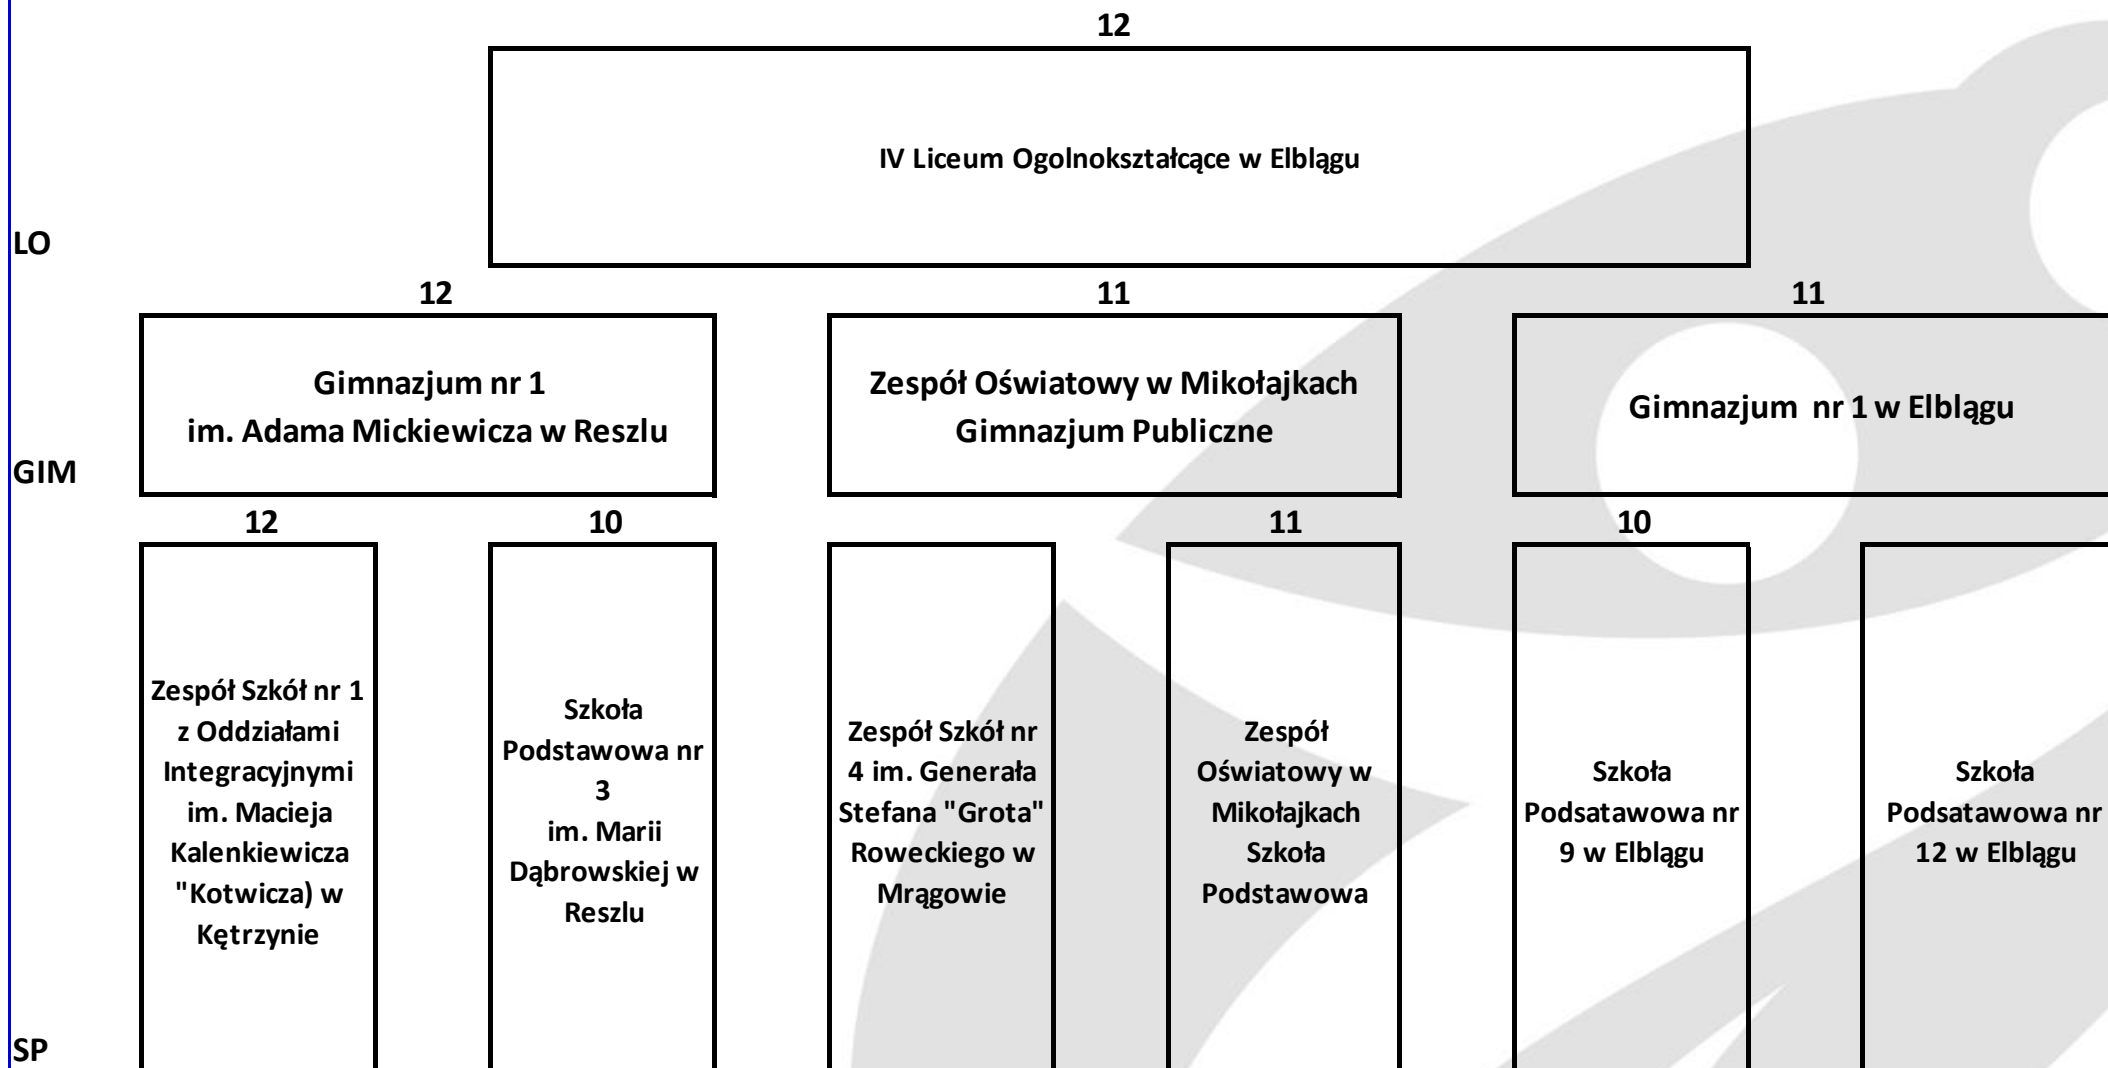 12
IV Liceum Ogolnokształcące w Elblągu
LO
12
11
11
Gimnazjum nr 1
im. Adama Mickiewicza w Reszlu
Zespół Oświatowy w Mikołajkach
Gimnazjum Publiczne
Gimnazjum nr 1 w Elblągu
GIM
12
10
11
10
Zespół Szkół nr 1
z Oddziałami
Integracyjnymi
im. Macieja
Kalenkiewicza
"Kotwicza) w
Kętrzynie
Szkoła
Podstawowa nr
3
im. Marii
Dąbrowskiej w
Reszlu
Zespół Szkół nr
4 im. Generała
Stefana "Grota"
Roweckiego w
Mrągowie
Zespół
Oświatowy w
Mikołajkach
Szkoła
Podstawowa
Szkoła
Podsatawowa nr
9 w Elblągu
Szkoła
Podsatawowa nr
12 w Elblągu
SP